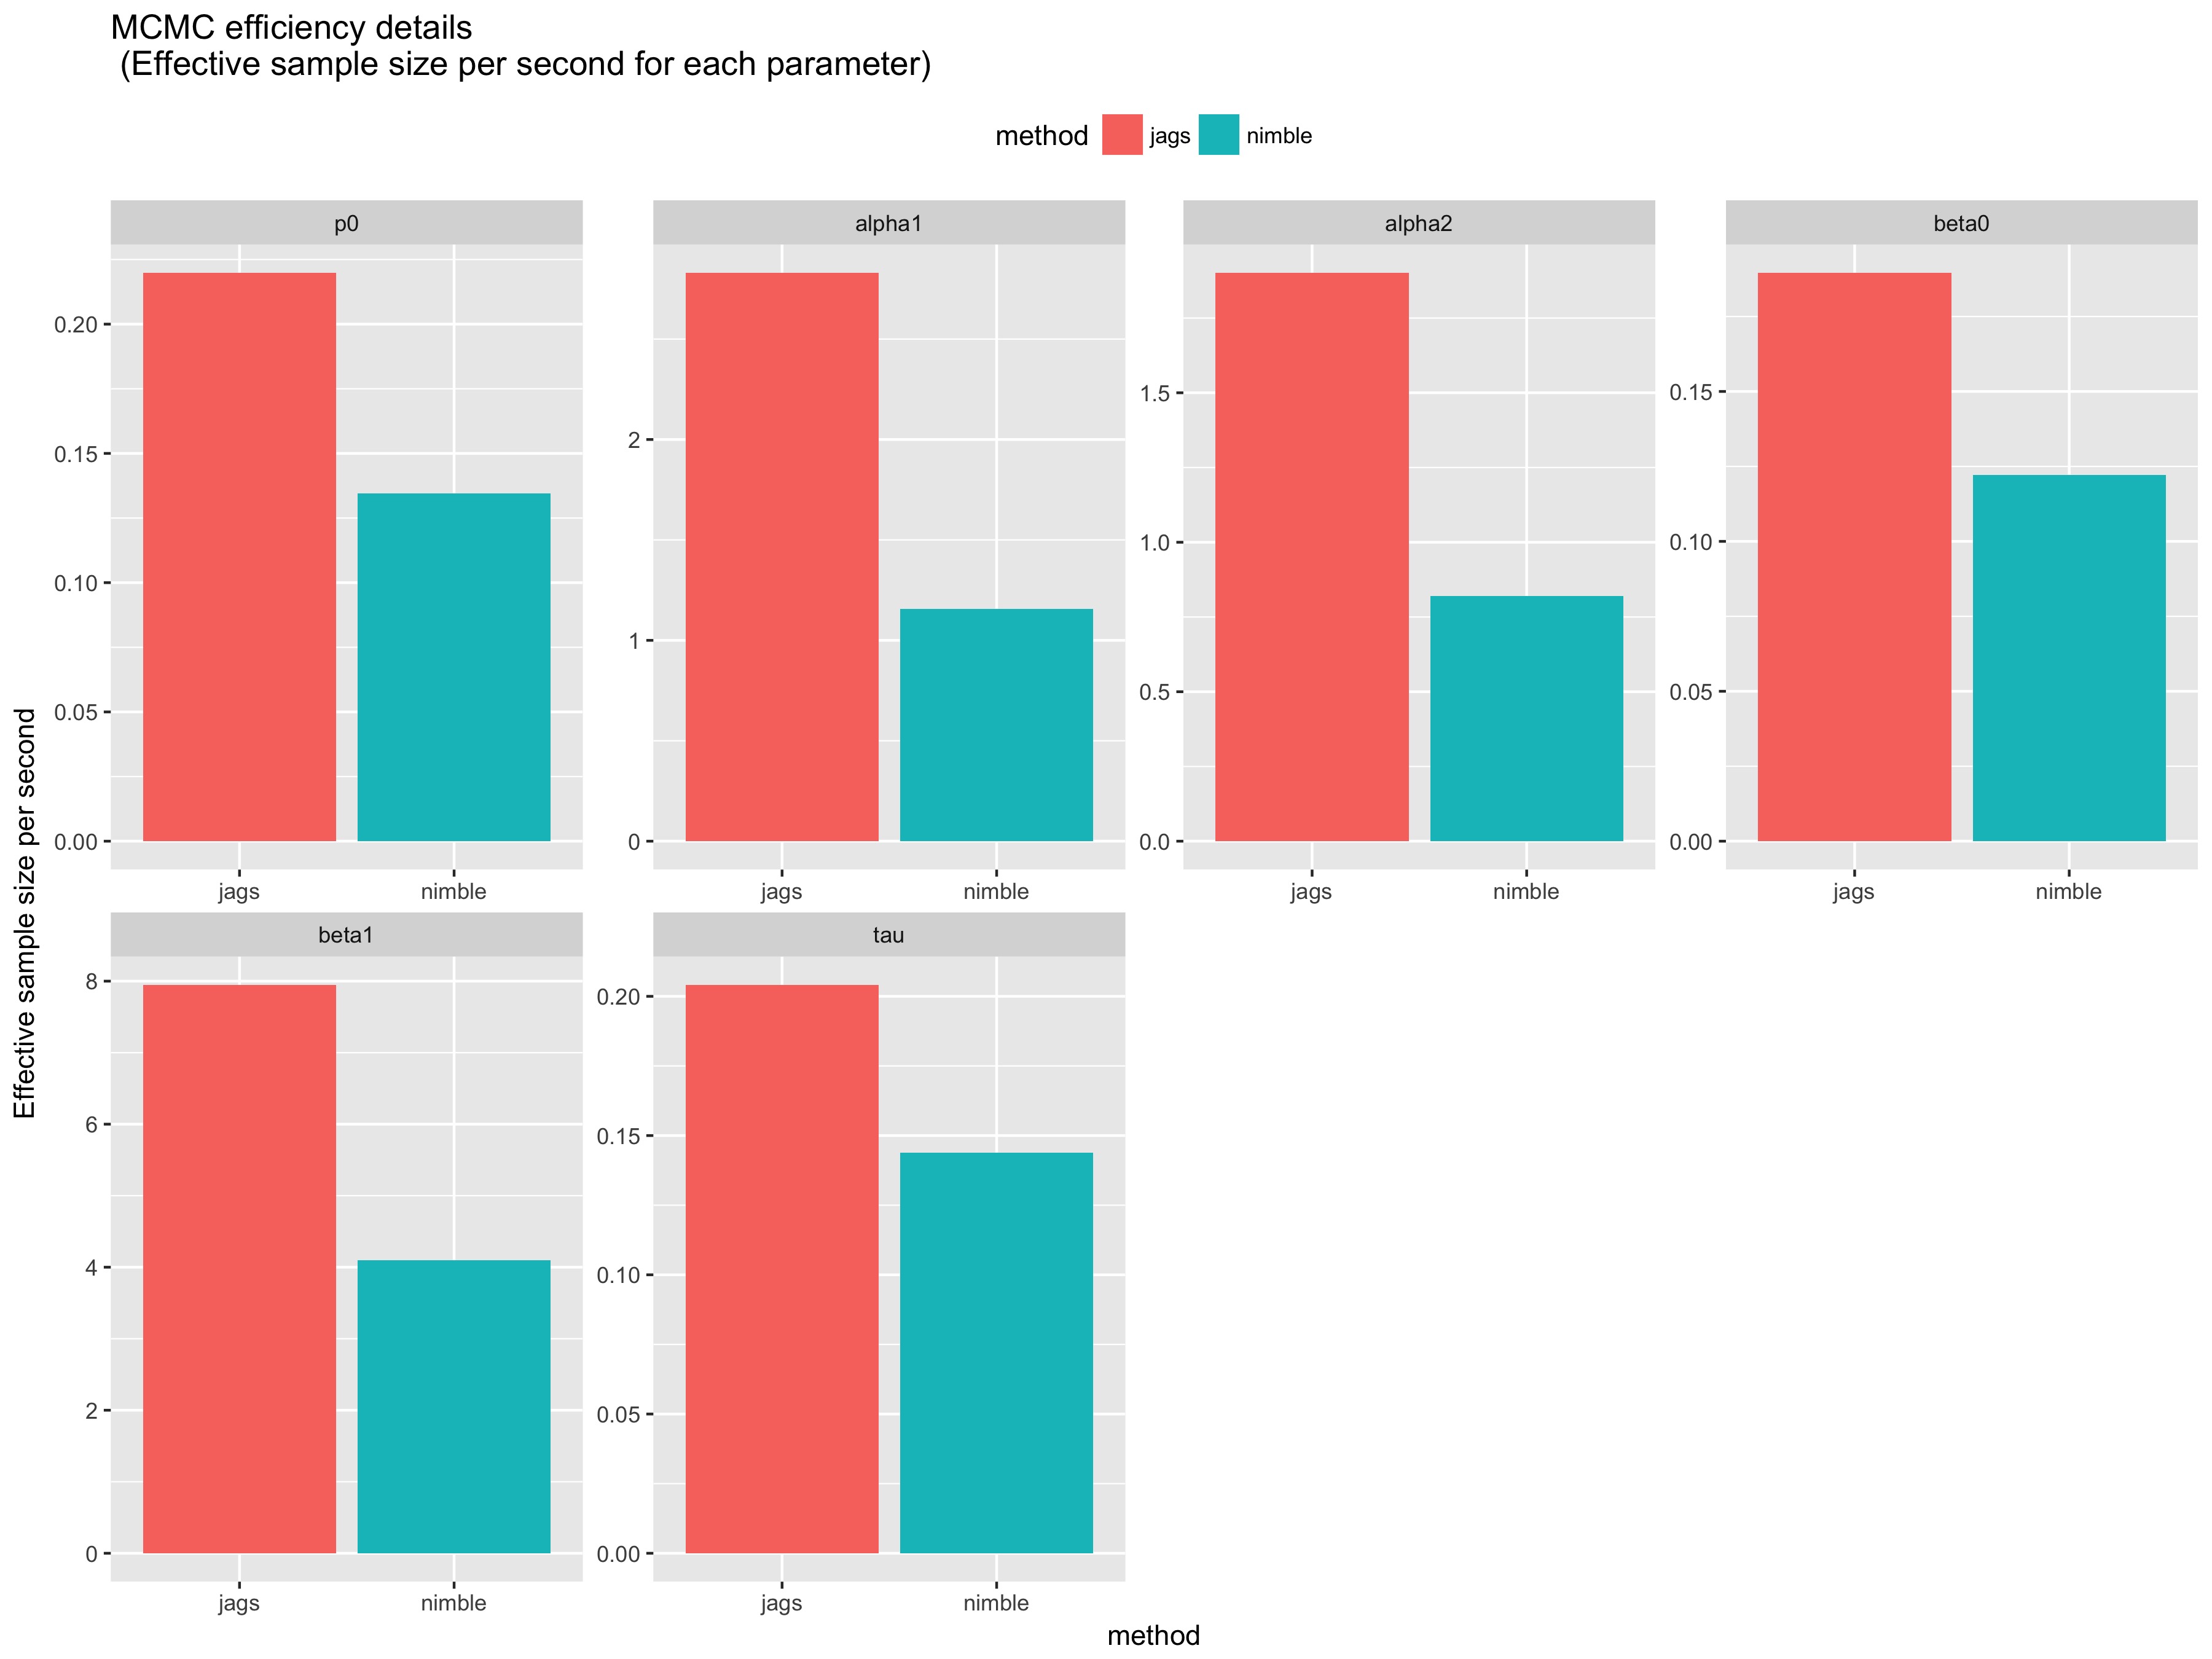 MCMC efficiency details
(Effective sample size per second for each parameter)
method jags nimble
p0 alpha1 alpha2 beta0
Effective sample size per second
0.20
0.15
0.10
0.05
0.00
2
1
0
1.5
1.0
0.5
0.0
0.15
0.10
0.05
0.00
jags nimble jags nimble jags nimble jags nimble
beta1 tau
8
6
4
2
0
0.20
0.15
0.10
0.05
0.00
jags nimble jags nimble
method